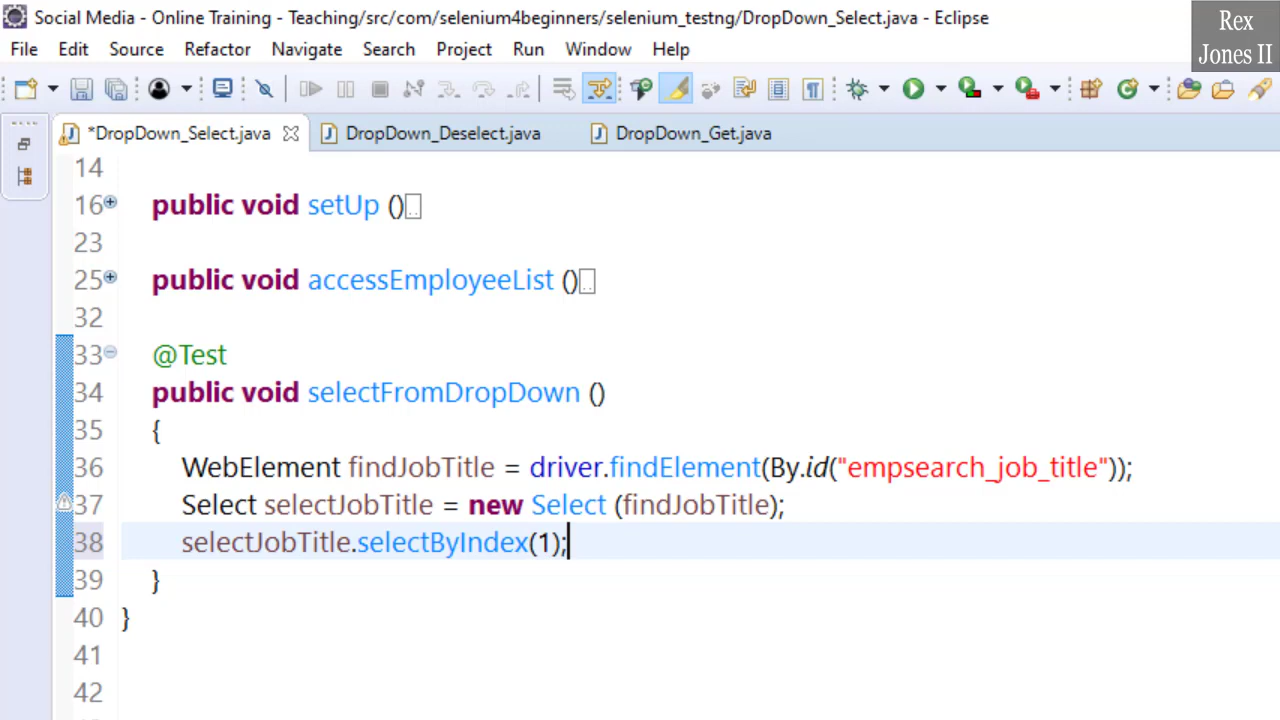 Social Media - Online Training - Teaching/src/com/selenium4beginners/selenium_testng/DropDown_Select.java - Eclipse
Rex
Jones II
File Edit Source Refactor Navigate Search Project Run Window Help
*DropDown_Select.java DropDown_Deselect.java DropDown_Get.java
14
16 public void setUp ()
23
25 public void accessEmployeeList ()
32
33 @Test
34 public void selectFromDropDown ()
35 {
36 WebElement findJobTitle = driver.findElement(By.id("empsearch_job_title"));
37 Select selectJobTitle = new Select (findJobTitle);
38 selectJobTitle.selectByIndex(1);
39 }
40 }
41
42